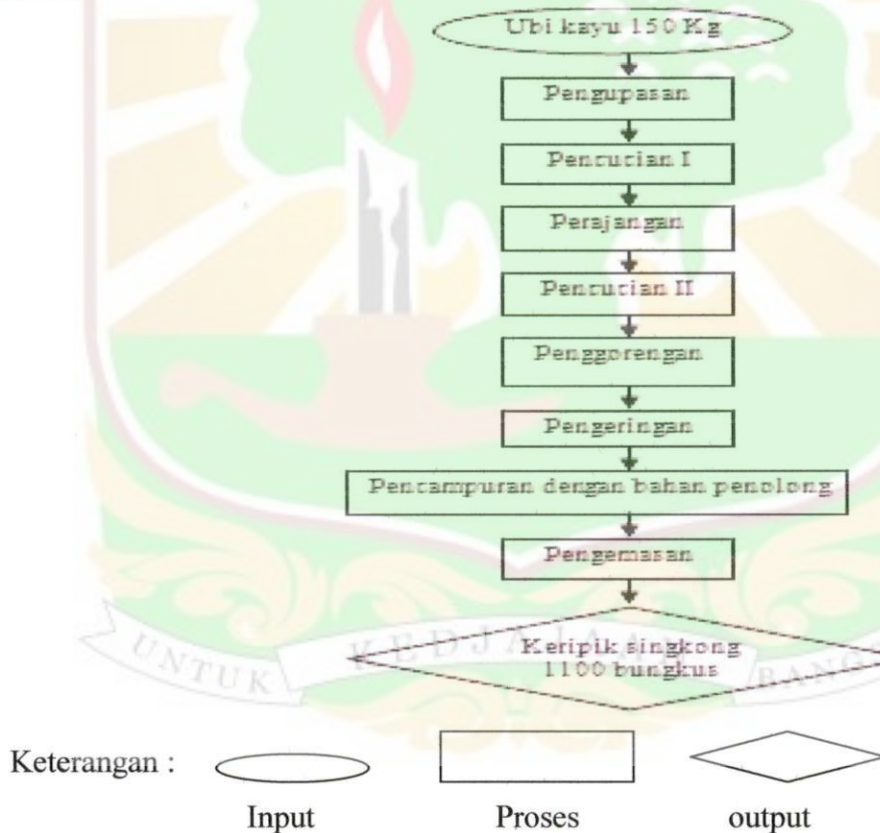 Ubi kayu 150 Kg
Pengupasan
Pencucian I
Perajangan
Pencucian II
Penggorengan
Pengeringan
Pencampuran dengan bahan penolong
Pengemasan
Keripik singkong
1100 bungkus
UNTUK KEDJAJAAN
Keterangan :
Input Proses output